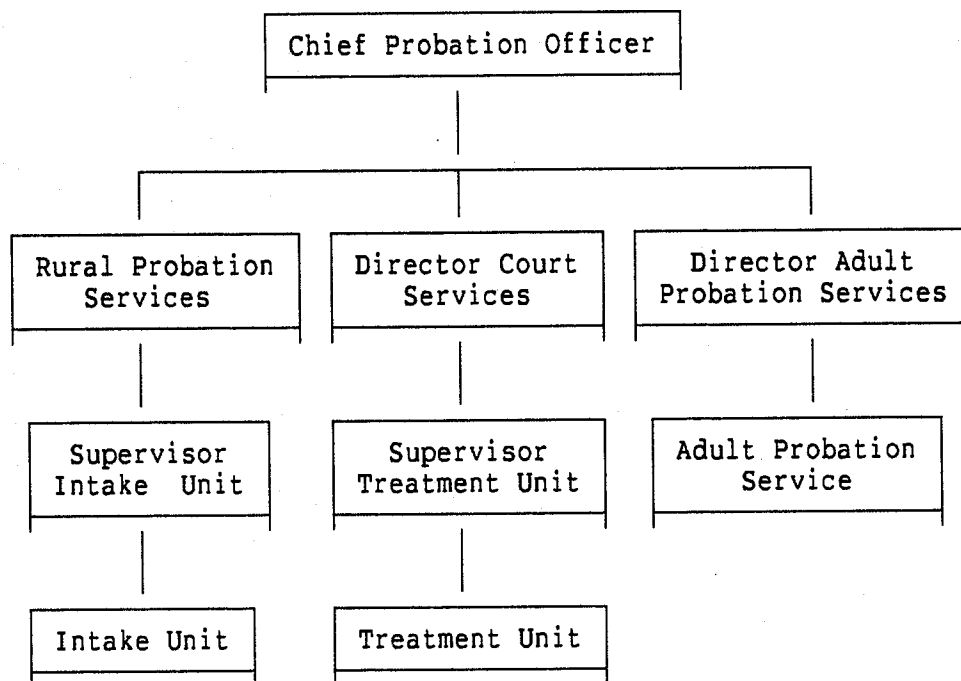 Chief Probation Officer
Rural Probation
Services
Director Court
Services
Director Adult
Probation Services
Supervisor
Intake Unit
Supervisor
Treatment Unit
Adult Probation
Service
Intake Unit
Treatment Unit